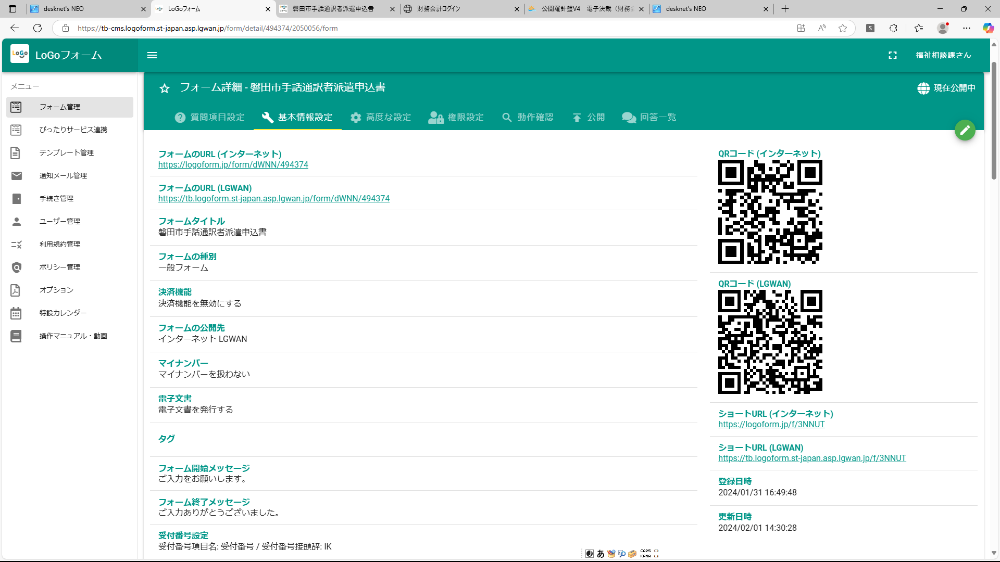 desknet's NEO
LoGoフォーム
磐田市手話通訳者派遣申込書
財務会計ログイン
公開羅針盤V4 電子決裁（財務会
desknet's NEO
https://tb-cms.logoform.st-japan.asp.lgwan.jp/form/detail/494374/2050056/form
LoGo
LoGoフォーム
福祉相談課さん
メニュー
フォーム管理
ぴったりサービス連携
テンプレート管理
通知メール管理
手続き管理
ユーザー管理
利用規約管理
ポリシー管理
オプション
特設カレンダー
操作マニュアル・動画
フォーム詳細 - 磐田市手話通訳者派遣申込書
現在公開中
質問項目設定
基本情報設定
高度な設定
権限設定
動作確認
公開
回答一覧
フォームのURL (インターネット)
https://logoform.jp/form/dWNN/494374
フォームのURL (LGWAN)
https://tb.logoform.st-japan.asp.lgwan.jp/form/dWNN/494374
フォームタイトル
磐田市手話通訳者派遣申込書
フォームの種別
一般フォーム
決済機能
決済機能を無効にする
フォームの公開先
インターネット LGWAN
マイナンバー
マイナンバーを扱わない
電子文書
電子文書を発行する
タグ
フォーム開始メッセージ
ご入力をお願いします。
フォーム終了メッセージ
ご入力ありがとうございました。
受付番号設定
受付番号項目名: 受付番号 / 受付番号接頭辞: IK
QRコード (インターネット)
QRコード (LGWAN)
ショートURL (インターネット)
https://logoform.jp/f/3NNUT
ショートURL (LGWAN)
https://tb.logoform.st-japan.asp.lgwan.jp/f/3NNUT
登録日時
2024/01/31 16:49:48
更新日時
2024/02/01 14:30:28
あ
CAPS
KANA